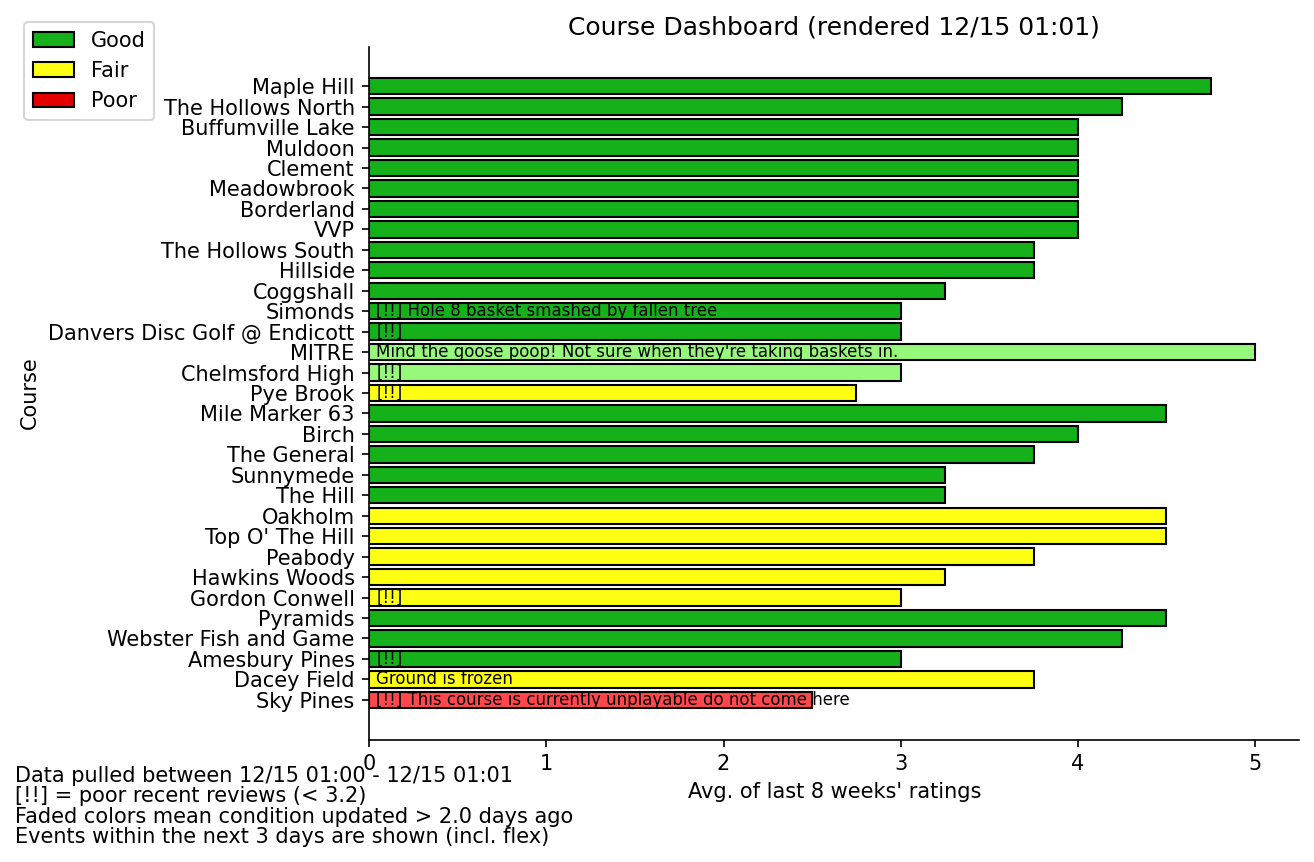 Course Dashboard (rendered 12/15 01:01)
Good
Fair
Poor
Course
Maple Hill
The Hollows North
Buffumville Lake
Muldoon
Clement
Meadowbrook
Borderland
VVP
The Hollows South
Hillside
Coggshall
Simonds [!!] Hole 8 basket smashed by fallen tree
Danvers Disc Golf @ Endicott [!!]
MITRE Mind the goose poop! Not sure when they're taking baskets in.
Chelmsford High [!!]
Pye Brook [!!]
Mile Marker 63
Birch
The General
Sunnymede
The Hill
Oakholm
Top O' The Hill
Peabody
Hawkins Woods
Gordon Conwell [!!]
Pyramids
Webster Fish and Game
Amesbury Pines [!!]
Dacey Field Ground is frozen
Sky Pines [!!] This course is currently unplayable do not come here
0 1 2 3 4 5
Avg. of last 8 weeks' ratings
Data pulled between 12/15 01:00 - 12/15 01:01
[!!] = poor recent reviews (< 3.2)
Faded colors mean condition updated > 2.0 days ago
Events within the next 3 days are shown (incl. flex)